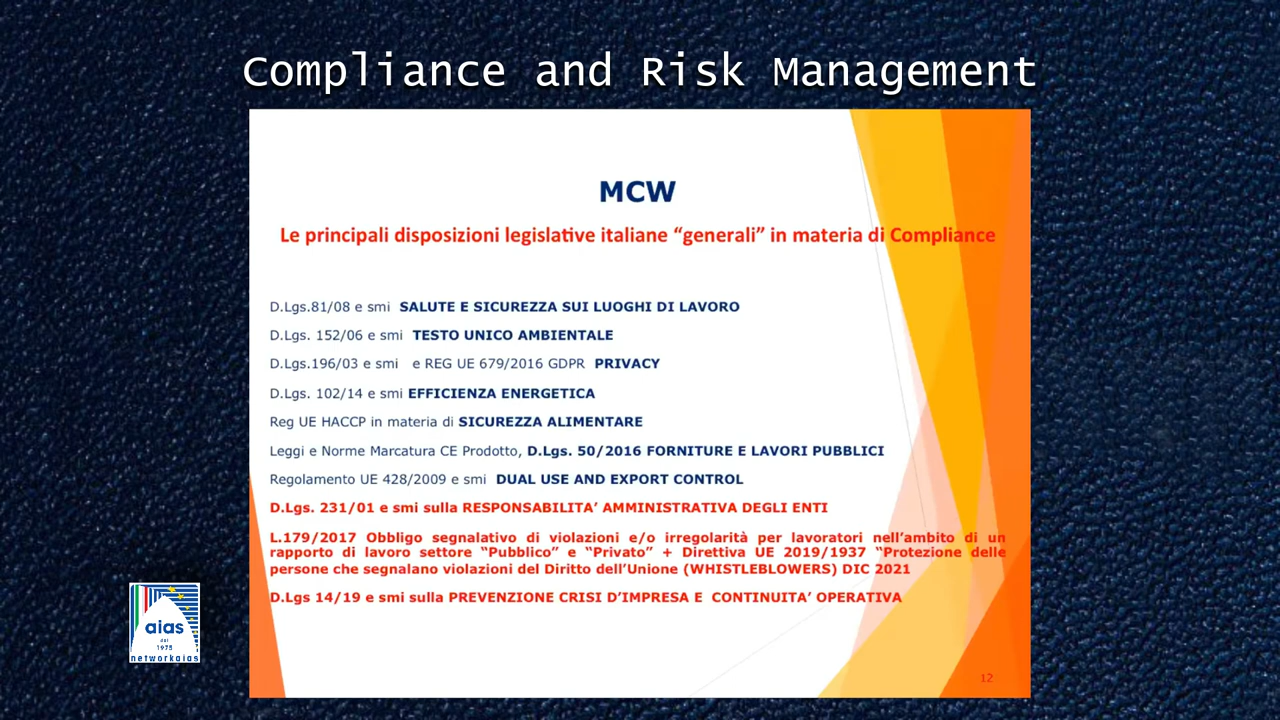 Compliance and Risk Management
MCW
Le principali disposizioni legislative italiane “generali” in materia di Compliance
D.Lgs.81/08 e smi SALUTE E SICUREZZA SUI LUOGHI DI LAVORO
D.Lgs. 152/06 e smi TESTO UNICO AMBIENTALE
D.Lgs.196/03 e smi e REG UE 679/2016 GDPR PRIVACY
D.Lgs. 102/14 e smi EFFICIENZA ENERGETICA
Reg UE HACCP in materia di SICUREZZA ALIMENTARE
Leggi e Norme Marcatura CE Prodotto, D.Lgs. 50/2016 FORNITURE E LAVORI PUBBLICI
Regolamento UE 428/2009 e smi DUAL USE AND EXPORT CONTROL
D.Lgs. 231/01 e smi sulla RESPONSABILITA’ AMMINISTRATIVA DEGLI ENTI
L.179/2017 Obbligo segnalativo di violazioni e/o irregolarità per lavoratori nell’ambito di un
rapporto di lavoro settore “Pubblico” e “Privato” + Direttiva UE 2019/1937 “Protezione delle
persone che segnalano violazioni del Diritto dell’Unione (WHISTLEBLOWERS) DIC 2021
D.Lgs 14/19 e smi sulla PREVENZIONE CRISI D’IMPRESA E CONTINUITA’ OPERATIVA
aias
dal
1975
networkaias
12